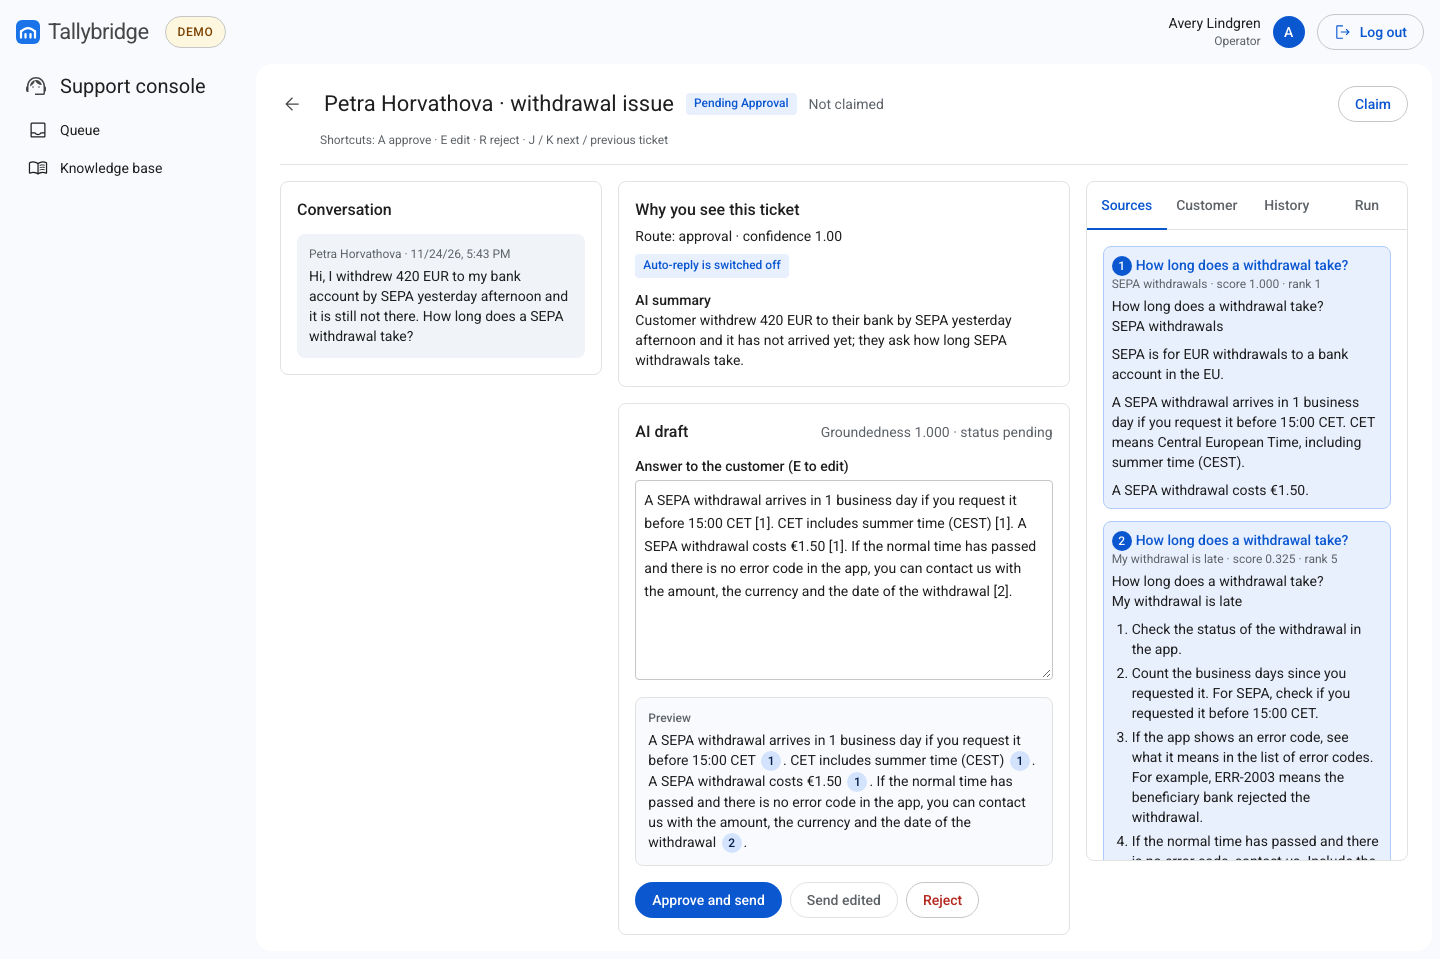 Tallybridge
DEMO
Avery Lindgren
Operator
A
Log out
Support console
Queue
Knowledge base
Petra Horvathova · withdrawal issue
Pending Approval
Not claimed
Claim
Shortcuts: A approve · E edit · R reject · J / K next / previous ticket
Conversation
Petra Horvathova · 11/24/26, 5:43 PM
Hi, I withdrew 420 EUR to my bank
account by SEPA yesterday afternoon and
it is still not there. How long does a SEPA
withdrawal take?
Why you see this ticket
Route: approval · confidence 1.00
Auto-reply is switched off
AI summary
Customer withdrew 420 EUR to their bank by SEPA yesterday
afternoon and it has not arrived yet; they ask how long SEPA
withdrawals take.
AI draft
Groundedness 1.000 · status pending
Answer to the customer (E to edit)
A SEPA withdrawal arrives in 1 business day if you request it
before 15:00 CET [1]. CET includes summer time (CEST) [1]. A
SEPA withdrawal costs €1.50 [1]. If the normal time has passed
and there is no error code in the app, you can contact us with
the amount, the currency and the date of the withdrawal [2].
Preview
A SEPA withdrawal arrives in 1 business day if you request it
before 15:00 CET 1 . CET includes summer time (CEST) 1 .
A SEPA withdrawal costs €1.50 1 . If the normal time has
passed and there is no error code in the app, you can contact
us with the amount, the currency and the date of the
withdrawal 2 .
Approve and send
Send edited
Reject
Sources
Customer
History
Run
1 How long does a withdrawal take?
SEPA withdrawals · score 1.000 · rank 1
How long does a withdrawal take?
SEPA withdrawals
SEPA is for EUR withdrawals to a bank
account in the EU.
A SEPA withdrawal arrives in 1 business
day if you request it before 15:00 CET. CET
means Central European Time, including
summer time (CEST).
A SEPA withdrawal costs €1.50.
2 How long does a withdrawal take?
My withdrawal is late · score 0.325 · rank 5
How long does a withdrawal take?
My withdrawal is late
1. Check the status of the withdrawal in
the app.
2. Count the business days since you
requested it. For SEPA, check if you
requested it before 15:00 CET.
3. If the app shows an error code, see
what it means in the list of error codes.
For example, ERR-2003 means the
beneficiary bank rejected the
withdrawal.
4. If the normal time has passed and there
is no error code, contact us. Include the